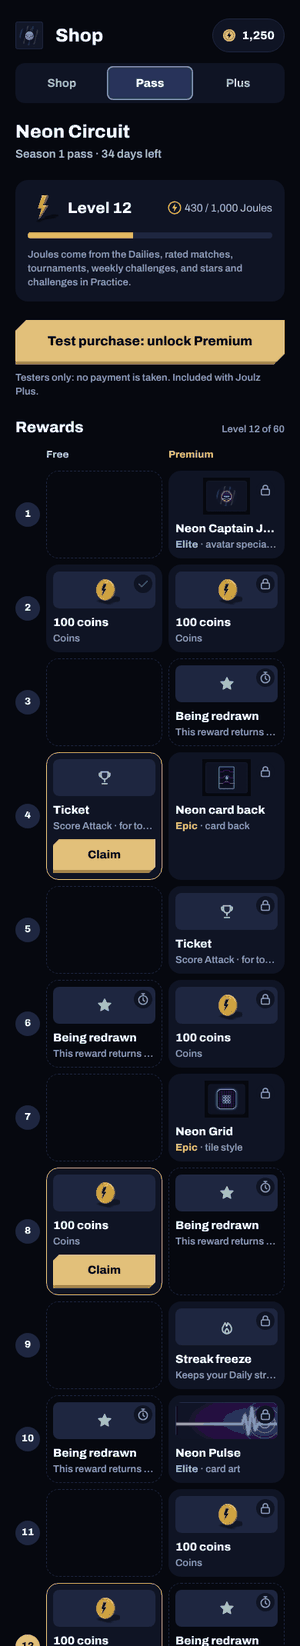 Shop
1,250
Shop Pass Plus
Neon Circuit
Season 1 pass · 34 days left
Level 12
430 / 1,000 Joules
Joules come from the Dailies, rated matches,
tournaments, weekly challenges, and stars and
challenges in Practice.
Test purchase: unlock Premium
Testers only: no payment is taken. Included with Joulz
Plus.
Rewards
Level 12 of 60
Free Premium
1
Neon Captain J...
Elite · avatar specia...
2
100 coins
Coins
100 coins
Coins
3
Being redrawn
This reward returns ...
4
Ticket
Score Attack · for to...
Claim
Neon card back
Epic · card back
5
Ticket
Score Attack · for to...
6
Being redrawn
This reward returns ...
100 coins
Coins
7
Neon Grid
Epic · tile style
8
100 coins
Coins
Claim
Being redrawn
This reward returns ...
9
Streak freeze
Keeps your Daily str...
10
Being redrawn
This reward returns ...
Neon Pulse
Elite · card art
11
100 coins
Coins
12
100 coins
Being redrawn